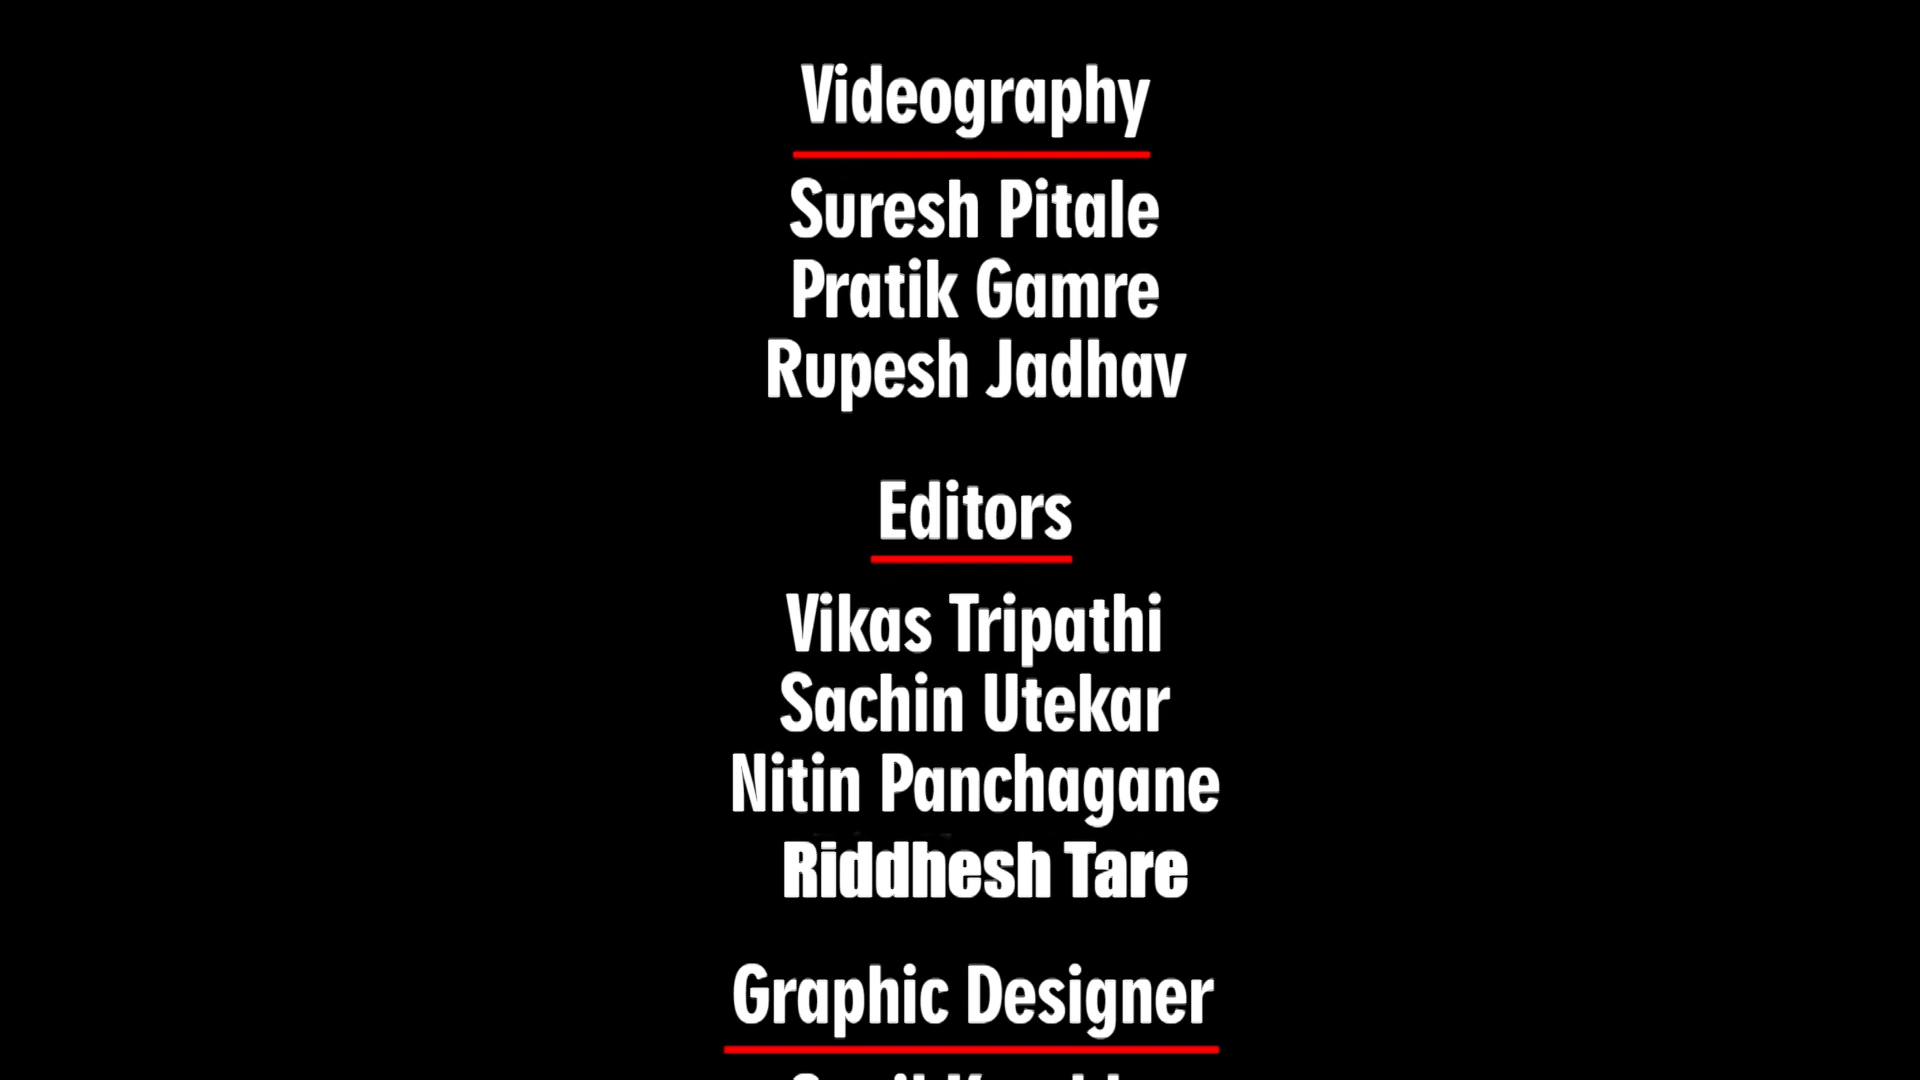 Videography
Suresh Pitale
Pratik Gamre
Rupesh Jadhav
Editors
Vikas Tripathi
Sachin Utekar
Nitin Panchagane
Riddhesh Tare
Graphic Designer